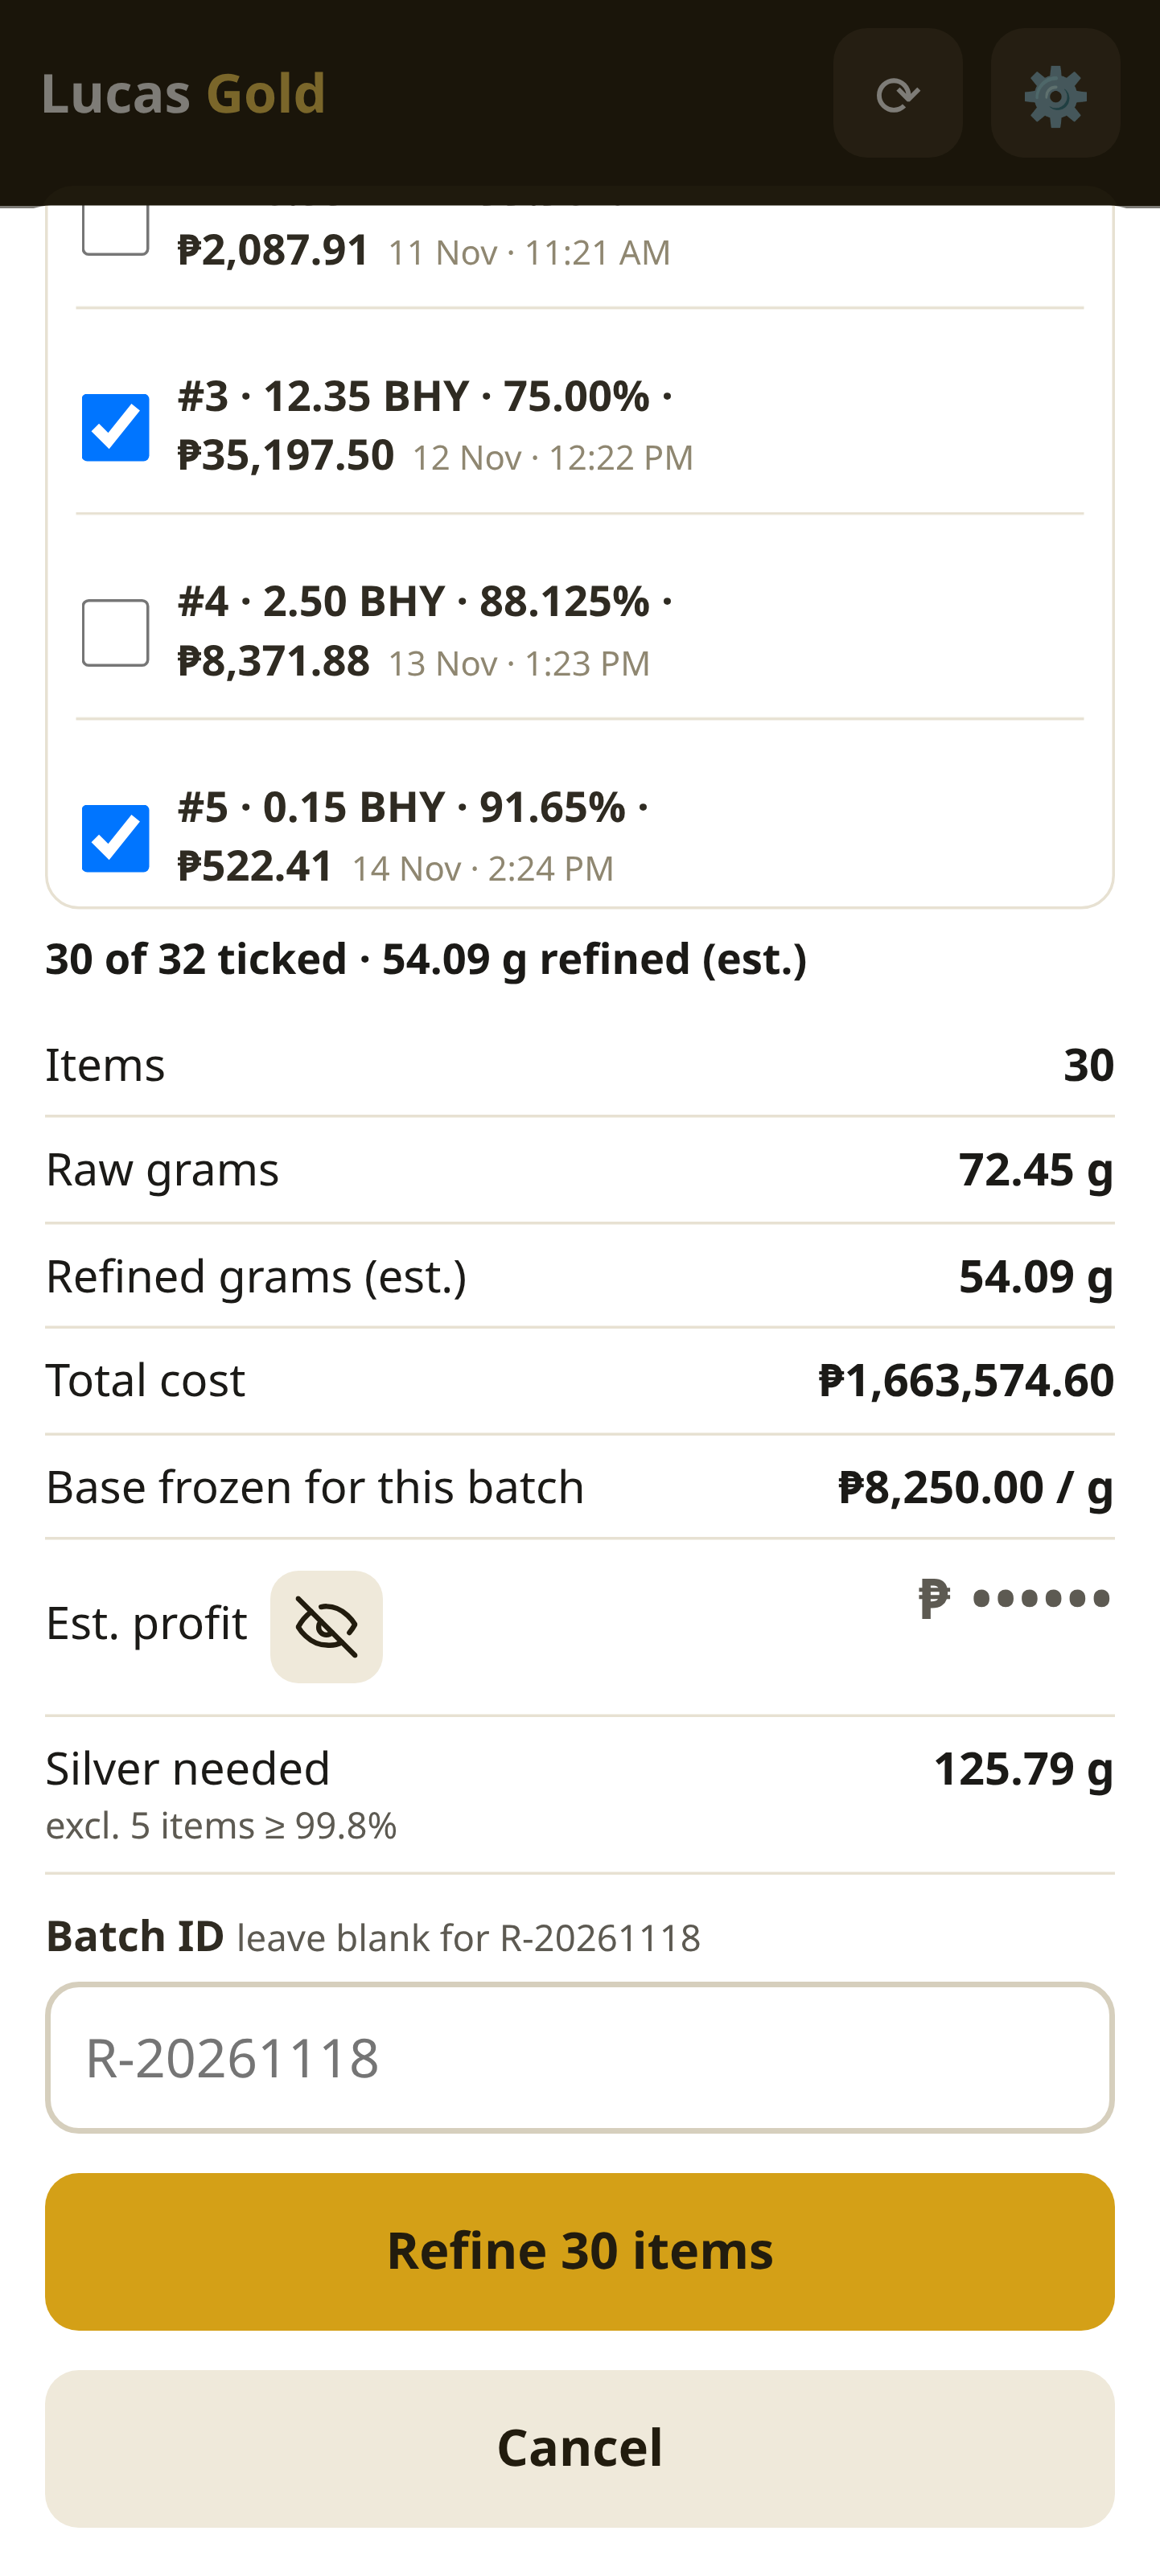 Lucas Gold
₱2,087.91 11 Nov · 11:21 AM
#3 · 12.35 BHY · 75.00% ·
₱35,197.50 12 Nov · 12:22 PM
#4 · 2.50 BHY · 88.125% ·
₱8,371.88 13 Nov · 1:23 PM
#5 · 0.15 BHY · 91.65% ·
₱522.41 14 Nov · 2:24 PM
30 of 32 ticked · 54.09 g refined (est.)
Items 30
Raw grams 72.45 g
Refined grams (est.) 54.09 g
Total cost ₱1,663,574.60
Base frozen for this batch ₱8,250.00 / g
Est. profit ₱ ••••••
Silver needed 125.79 g
excl. 5 items ≥ 99.8%
Batch ID leave blank for R-20261118
R-20261118
Refine 30 items
Cancel